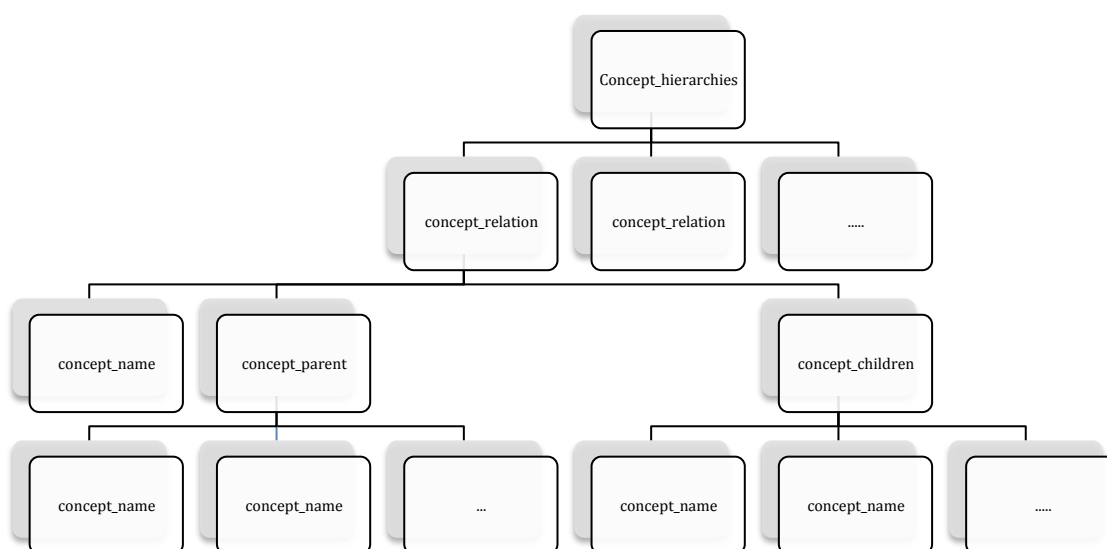 Concept_hierarchies
concept_relation
concept_relation
.....
concept_name
concept_parent
concept_children
concept_name
concept_name
...
concept_name
concept_name
.....